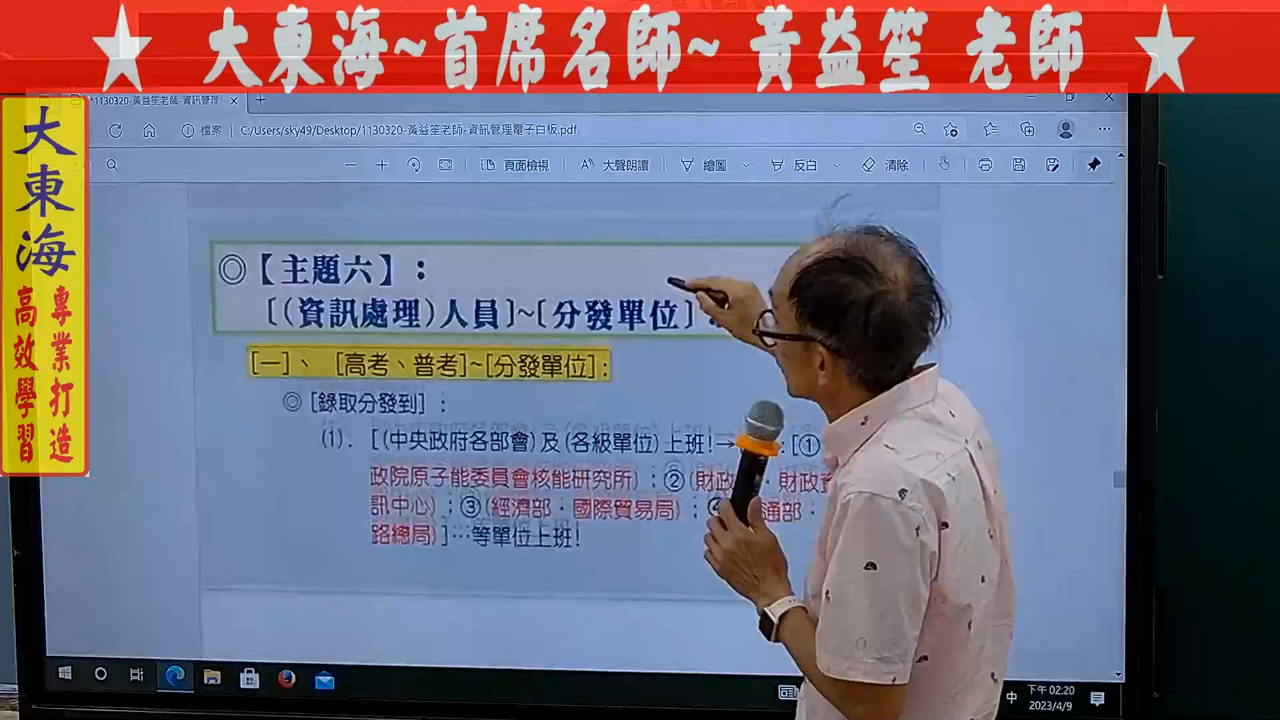 ★ 大東海~首席名師~ 黃益笙 老師 ★
大東海
專業打造
高效學習
1130320-黃益笙老師-資訊管理
檔案 C:/Users/sky49/Desktop/1130320-黃益笙老師-資訊管理電子白板.pdf
頁面檢視 大聲朗讀 繪圖 反白 清除
◎【主題六】：
[(資訊處理)人員]~[分發單位]：
[一]、 [高考、普考]~[分發單位]：
◎ [錄取分發到] ：
(1). [(中央政府各部會)及(各級單位)上班!→ :[①
政院原子能委員會核能研究所)；②(財政 ‧財政
訊中心)；③(經濟部‧國際貿易局)； 通部‧
路總局)]…等單位上班!
中 下午 02:20
2023/4/9